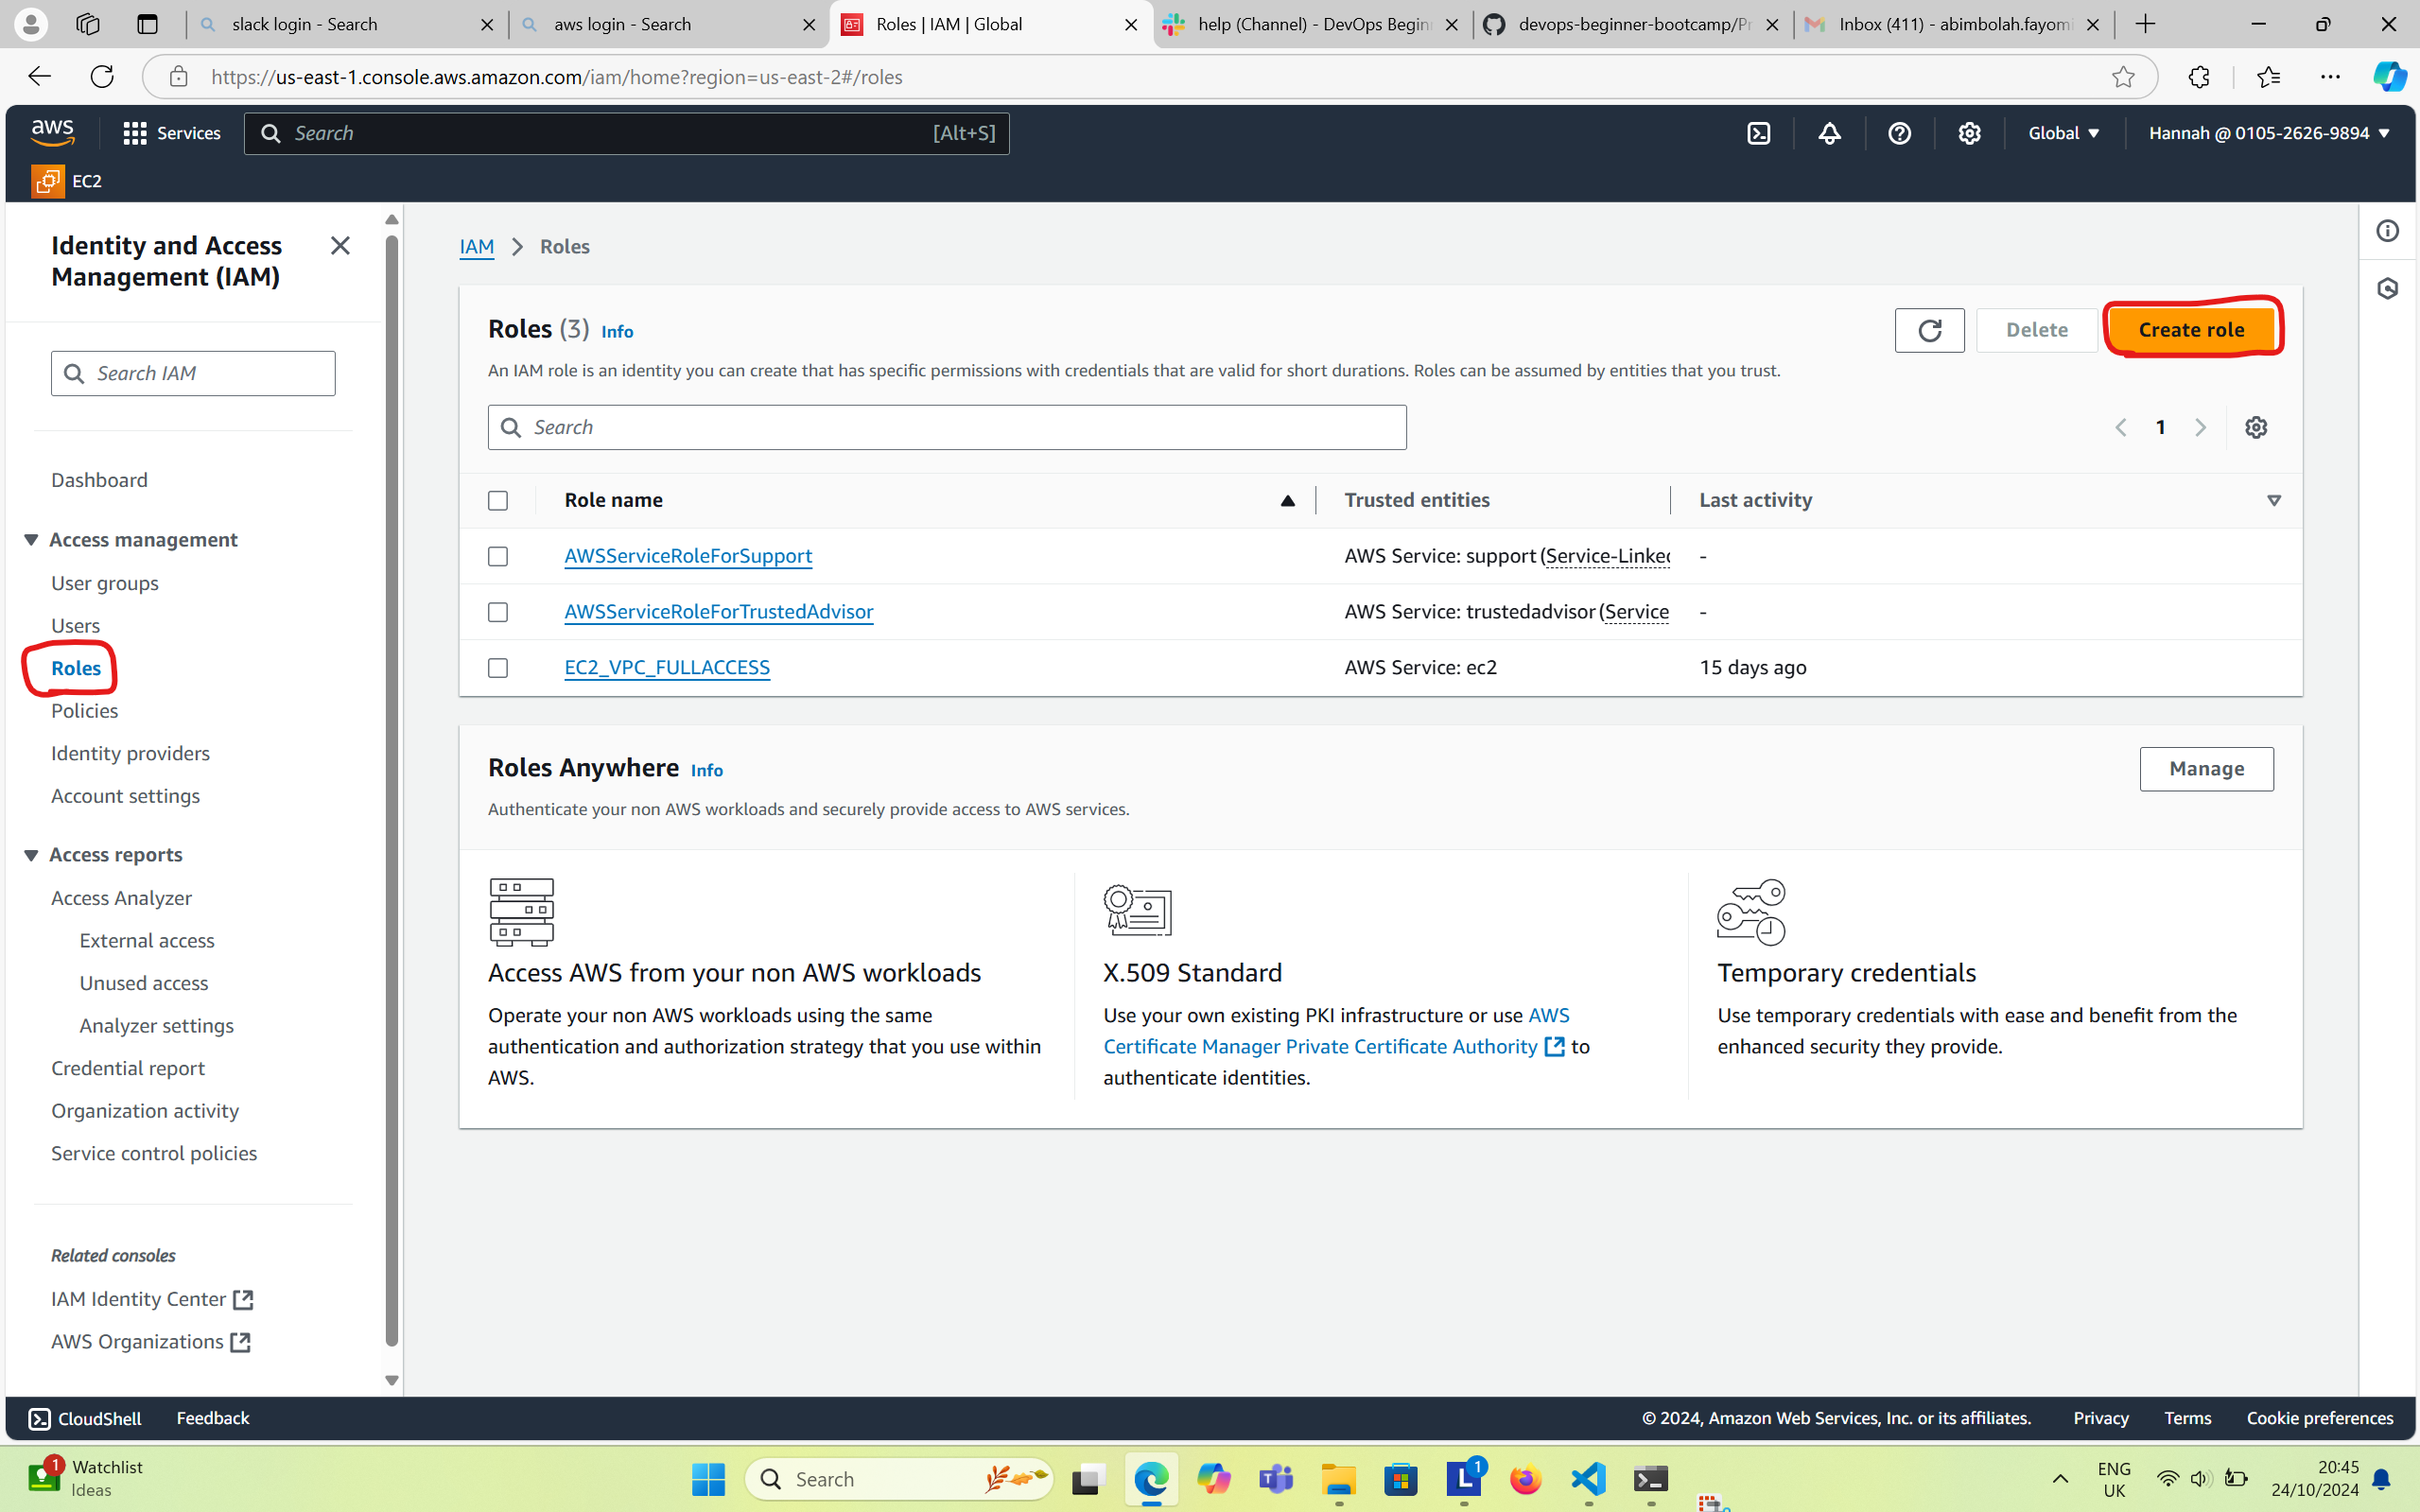 slack login - Search
aws login - Search
Roles | IAM | Global
help (Channel) - DevOps Begin
devops-beginner-bootcamp/Pr
Inbox (411) - abimbolah.fayomi
https://us-east-1.console.aws.amazon.com/iam/home?region=us-east-2#/roles
aws
Services
Search
[Alt+S]
Global
Hannah @ 0105-2626-9894
EC2
Identity and Access
Management (IAM)
Search IAM
Dashboard
Access management
User groups
Users
Roles
Policies
Identity providers
Account settings
Access reports
Access Analyzer
External access
Unused access
Analyzer settings
Credential report
Organization activity
Service control policies
Related consoles
IAM Identity Center
AWS Organizations
IAM > Roles
Roles (3) Info
Delete
Create role
An IAM role is an identity you can create that has specific permissions with credentials that are valid for short durations. Roles can be assumed by entities that you trust.
Search
1
Role name
Trusted entities
Last activity
AWSServiceRoleForSupport
AWS Service: support (Service-Linked
-
AWSServiceRoleForTrustedAdvisor
AWS Service: trustedadvisor (Service
-
EC2_VPC_FULLACCESS
AWS Service: ec2
15 days ago
Roles Anywhere Info
Manage
Authenticate your non AWS workloads and securely provide access to AWS services.
Access AWS from your non AWS workloads
Operate your non AWS workloads using the same
authentication and authorization strategy that you use within
AWS.
X.509 Standard
Use your own existing PKI infrastructure or use AWS
Certificate Manager Private Certificate Authority to
authenticate identities.
Temporary credentials
Use temporary credentials with ease and benefit from the
enhanced security they provide.
CloudShell
Feedback
© 2024, Amazon Web Services, Inc. or its affiliates.
Privacy
Terms
Cookie preferences
1
Watchlist
Ideas
Search
L
1
ENG
UK
20:45
24/10/2024